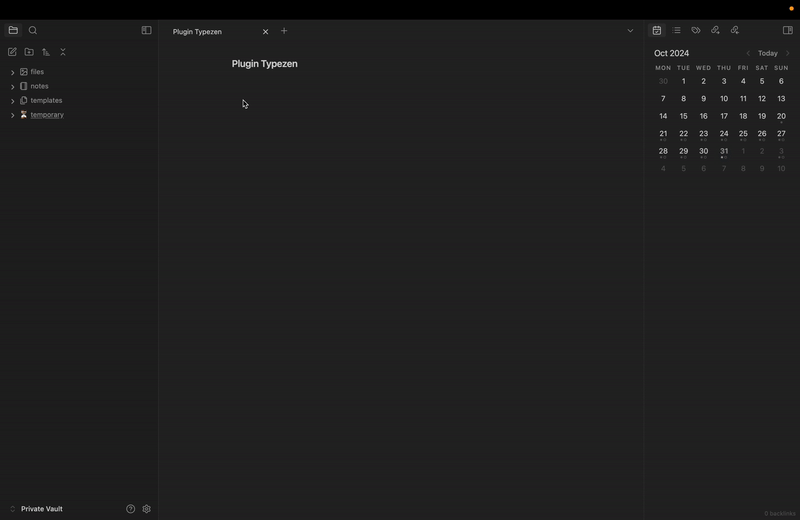 Plugin Typezen
files
notes
templates
temporary
Private Vault
Plugin Typezen
Oct 2024
Today
MON TUE WED THU FRI SAT SUN
30 1 2 3 4 5 6
7 8 9 10 11 12 13
14 15 16 17 18 19 20
21 22 23 24 25 26 27
28 29 30 31 1 2 3
4 5 6 7 8 9 10
0 backlinks